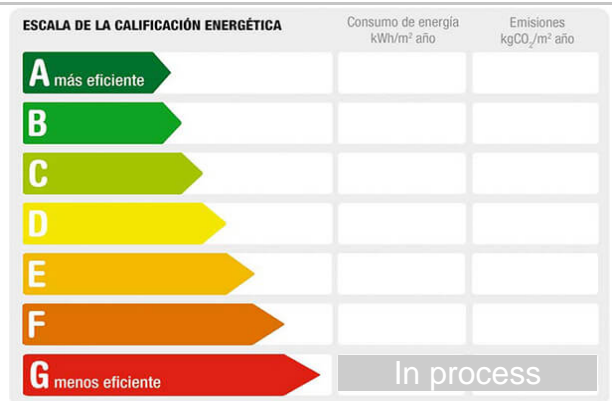 ESCALA DE LA CALIFICACIÓN ENERGÉTICA
Consumo de energía
kWh/m² año
Emisiones
kgCO₂/m² año
A más eficiente
B
C
D
E
F
G menos eficiente
In process